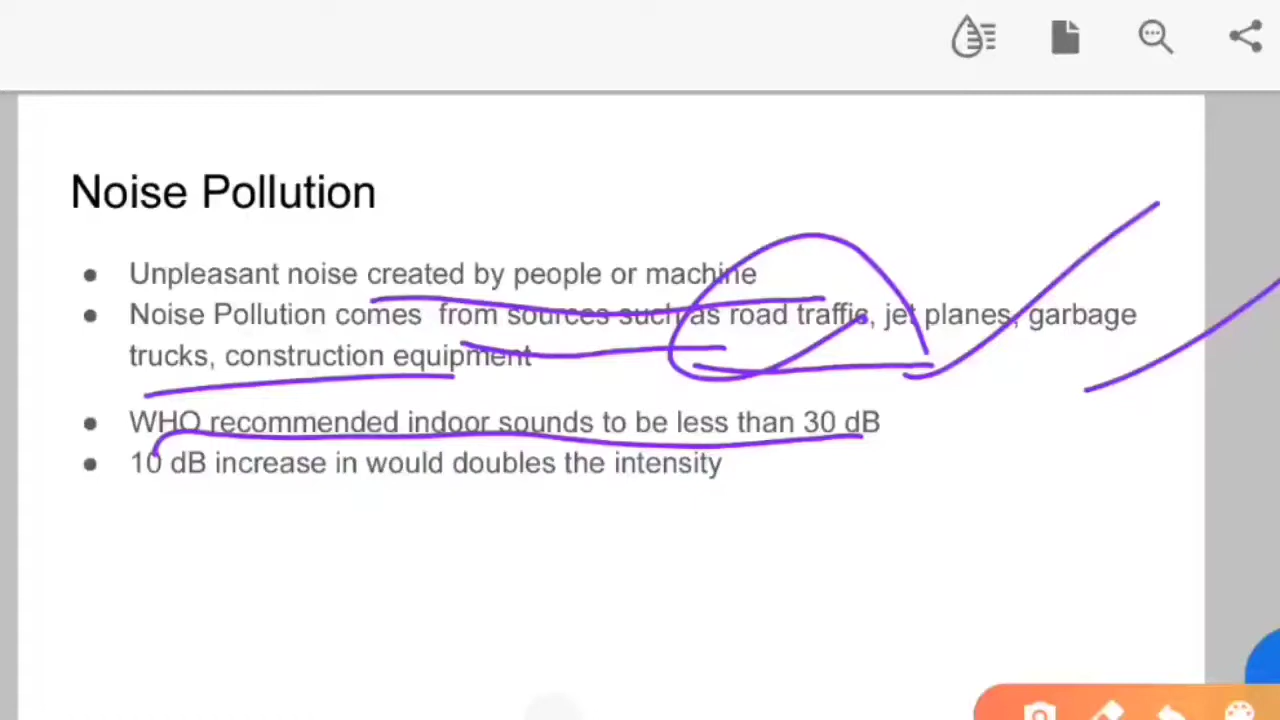 Noise Pollution
● Unpleasant noise created by people or machine
● Noise Pollution comes from sources such as road traffic, jet planes, garbage
trucks, construction equipment
● WHO recommended indoor sounds to be less than 30 dB
● 10 dB increase in would doubles the intensity